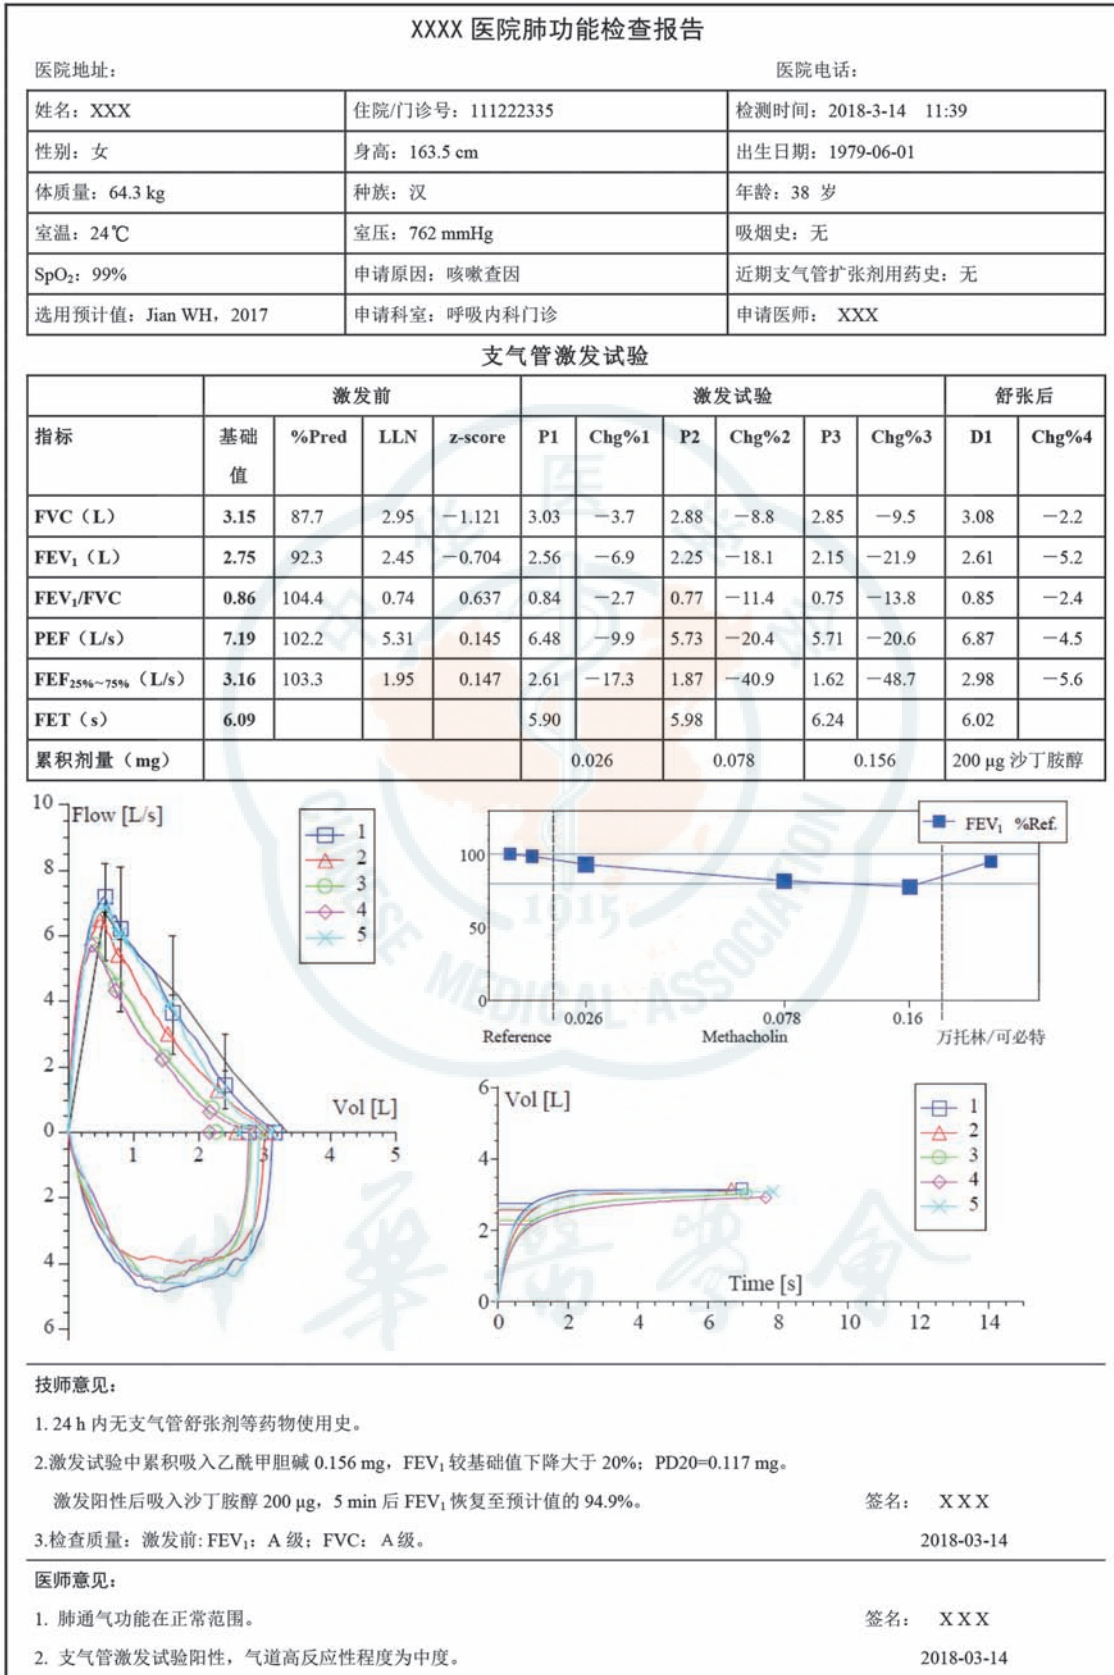 XXXX 医院肺功能检查报告
医院地址： 医院电话：
姓名：XXX 住院/门诊号：111222335 检测时间：2018-3-14 11:39
性别：女 身高：163.5 cm 出生日期：1979-06-01
体质量：64.3 kg 种族：汉 年龄：38 岁
室温：24℃ 室压：762 mmHg 吸烟史：无
SpO₂：99% 申请原因：咳嗽查因 近期支气管扩张剂用药史：无
选用预计值：Jian WH，2017 申请科室：呼吸内科门诊 申请医师： XXX
支气管激发试验
激发前 激发试验 舒张后
指标 基础值 %Pred LLN z-score P1 Chg%1 P2 Chg%2 P3 Chg%3 D1 Chg%4
FVC（L） 3.15 87.7 2.95 －1.121 3.03 －3.7 2.88 －8.8 2.85 －9.5 3.08 －2.2
FEV₁（L） 2.75 92.3 2.45 －0.704 2.56 －6.9 2.25 －18.1 2.15 －21.9 2.61 －5.2
FEV₁/FVC 0.86 104.4 0.74 0.637 0.84 －2.7 0.77 －11.4 0.75 －13.8 0.85 －2.4
PEF（L/s） 7.19 102.2 5.31 0.145 6.48 －9.9 5.73 －20.4 5.71 －20.6 6.87 －4.5
FEF25%~75%（L/s） 3.16 103.3 1.95 0.147 2.61 －17.3 1.87 －40.9 1.62 －48.7 2.98 －5.6
FET（s） 6.09 5.90 5.98 6.24 6.02
累积剂量（mg） 0.026 0.078 0.156 200 μg 沙丁胺醇
Flow [L/s]
10
8
6
4
2
0
2
4
6
1 2 3 4 5
Vol [L]
1
2
3
4
5
FEV₁ %Ref.
100
50
0
0.026 0.078 0.16
Reference Methacholin 万托林/可必特
Vol [L]
6
4
2
0
0 2 4 6 8 10 12 14
Time [s]
1
2
3
4
5
中华医学会
CHINESE MEDICAL ASSOCIATION
1915
中華醫學會
技师意见：
1. 24 h 内无支气管舒张剂等药物使用史。
2.激发试验中累积吸入乙酰甲胆碱 0.156 mg，FEV₁ 较基础值下降大于 20%；PD20=0.117 mg。
激发阳性后吸入沙丁胺醇 200 μg，5 min 后 FEV₁ 恢复至预计值的 94.9%。 签名： X X X
3.检查质量：激发前: FEV₁：A 级；FVC： A 级。 2018-03-14
医师意见：
1. 肺通气功能在正常范围。 签名： X X X
2. 支气管激发试验阳性，气道高反应性程度为中度。 2018-03-14